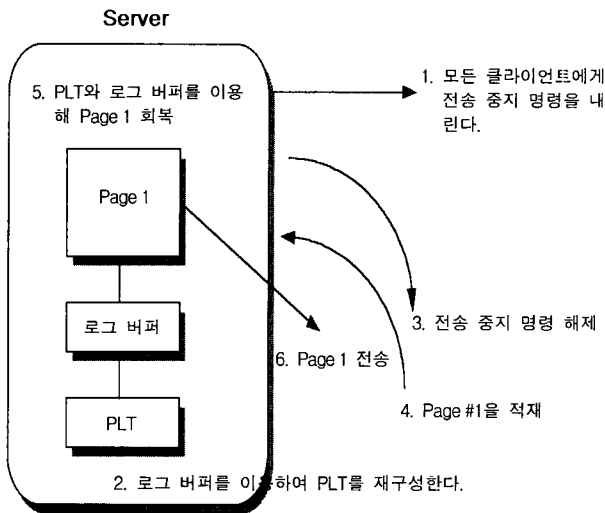 Server
5. PLT와 로그 버퍼를 이용
해 Page 1 회복
1. 모든 클라이언트에게
전송 중지 명령을 내
린다.
Page 1
로그 버퍼
3. 전송 중지 명령 해제
6. Page 1 전송
4. Page #1을 적재
PLT
2. 로그 버퍼를 이용하여 PLT를 재구성한다.